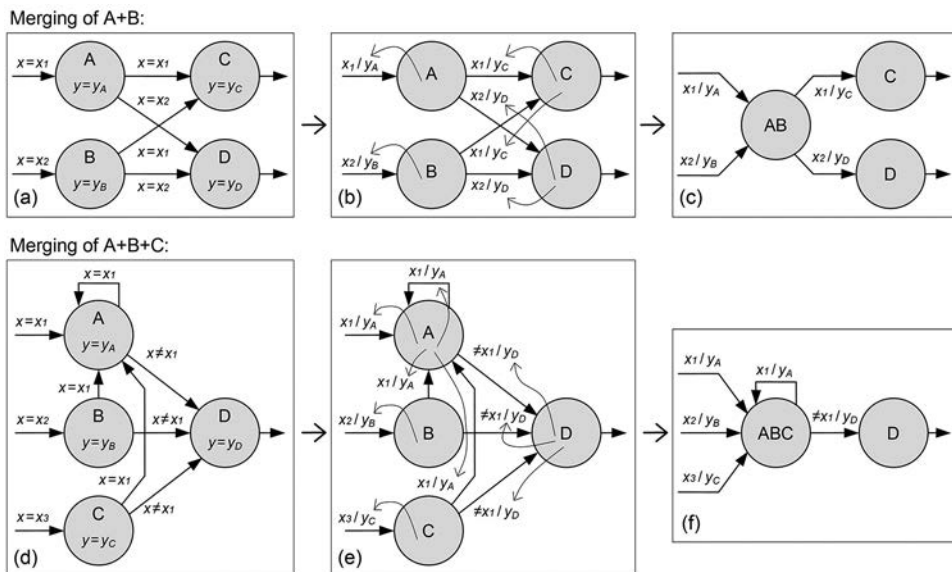 Merging of A+B:
x=x1
A
y=yA
x=x1
C
y=yC
x=x2
x=x2
B
y=yB
x=x1
x=x2
D
y=yD
(a)
x1/yA
A
x1/yC
C
x2/yD
x2/yB
B
x1/yC
x2/yD
D
(b)
x1/yA
x1/yC
C
AB
x2/yB
x2/yD
D
(c)
Merging of A+B+C:
x=x1
x=x1
A
y=yA
x≠x1
x=x1
x=x2
B
y=yB
x≠x1
D
y=yD
x=x1
x≠x1
x=x3
C
y=yC
(d)
x1/yA
x1/yA
A
≠x1/yD
x1/yA
x2/yB
B
≠x1/yD
D
x1/yA
≠x1/yD
x3/yC
C
(e)
x1/yA
x1/yA
x2/yB
ABC
≠x1/yD
D
x3/yC
(f)